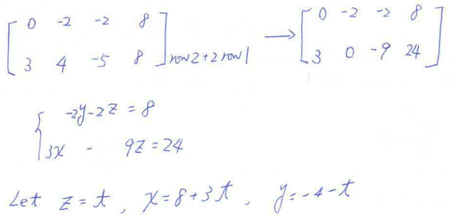 [0 -2 -2 8] → [0 -2 -2 8]
[3 4 -5 8] row2+2row1 [3 0 -9 24]
{ -2y-2z = 8
3x - 9z = 24
Let z = t, x = 8+3t, y = -4-t